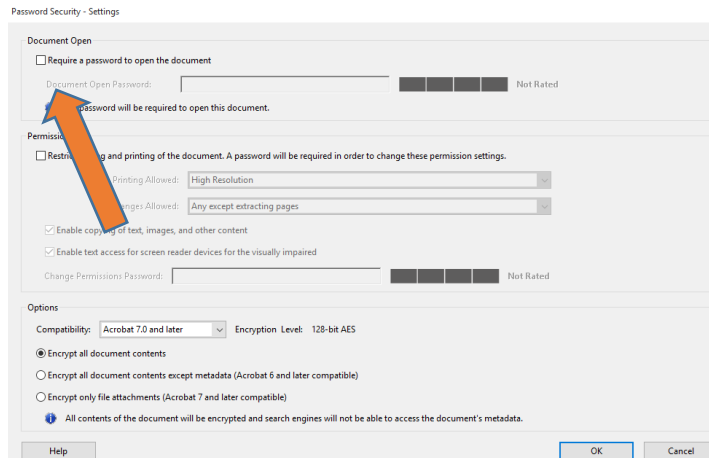 Password Security - Settings
Document Open
Require a password to open the document
Document Open Password: Not Rated
password will be required to open this document.
Permissio
Restric g and printing of the document. A password will be required in order to change these permission settings.
Printing Allowed: High Resolution
nges Allowed: Any except extracting pages
Enable copying of text, images, and other content
Enable text access for screen reader devices for the visually impaired
Change Permissions Password: Not Rated
Options
Compatibility: Acrobat 7.0 and later Encryption Level: 128-bit AES
Encrypt all document contents
Encrypt all document contents except metadata (Acrobat 6 and later compatible)
Encrypt only file attachments (Acrobat 7 and later compatible)
All contents of the document will be encrypted and search engines will not be able to access the document's metadata.
Help OK Cancel